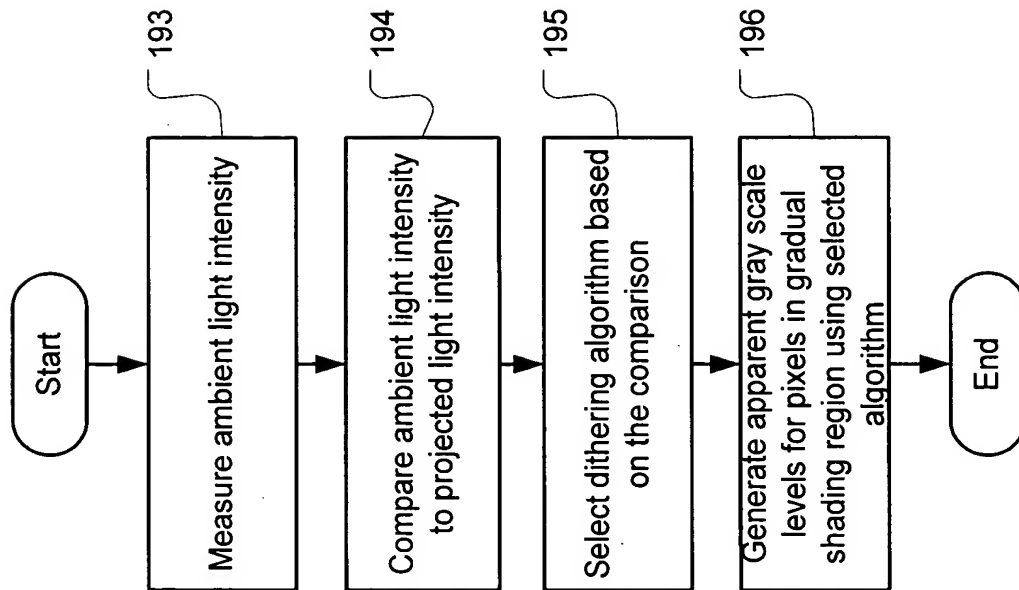 Start
Measure ambient light intensity
193
Compare ambient light intensity
to projected light intensity
194
Select dithering algorithm based
on the comparison
195
Generate apparent gray scale
levels for pixels in gradual
shading region using selected
algorithm
196
End